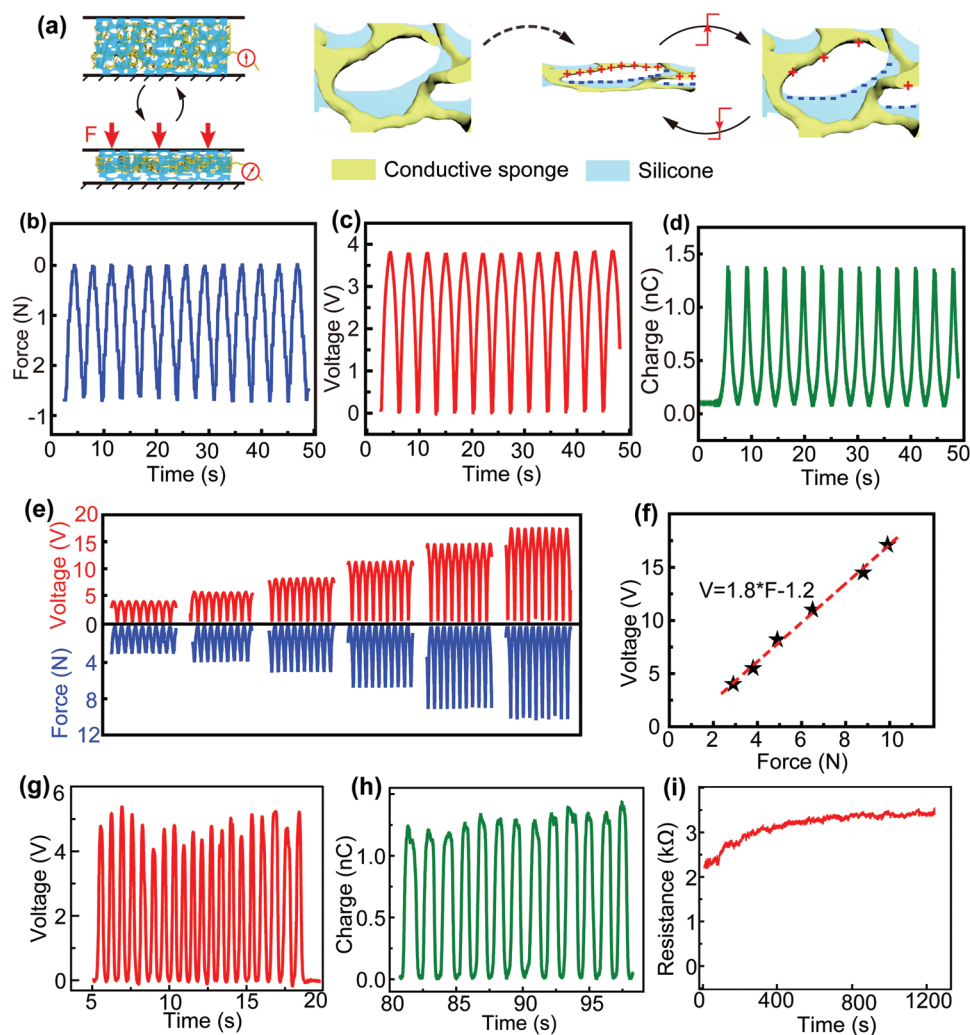 (a)
F
Conductive sponge
Silicone
(b)
Force (N)
0
1
2
-1
0 10 20 30 40 50
Time (s)
(c)
Voltage (V)
4
3
2
1
0
0 10 20 30 40 50
Time (s)
(d)
Charge (nC)
1.5
1.0
0.5
0.0
0 10 20 30 40 50
Time (s)
(e)
Voltage (V)
20
15
10
5
0
Force (N)
4
8
12
(f)
Voltage (V)
15
10
5
0
V=1.8*F-1.2
0 2 4 6 8 10
Force (N)
(g)
Voltage (V)
6
4
2
0
5 10 15 20
Time (s)
(h)
Charge (nC)
1.0
0.5
0.0
80 85 90 95
Time (s)
(i)
Resistance (kΩ)
3
2
1
0
0 400 800 1200
Time (s)